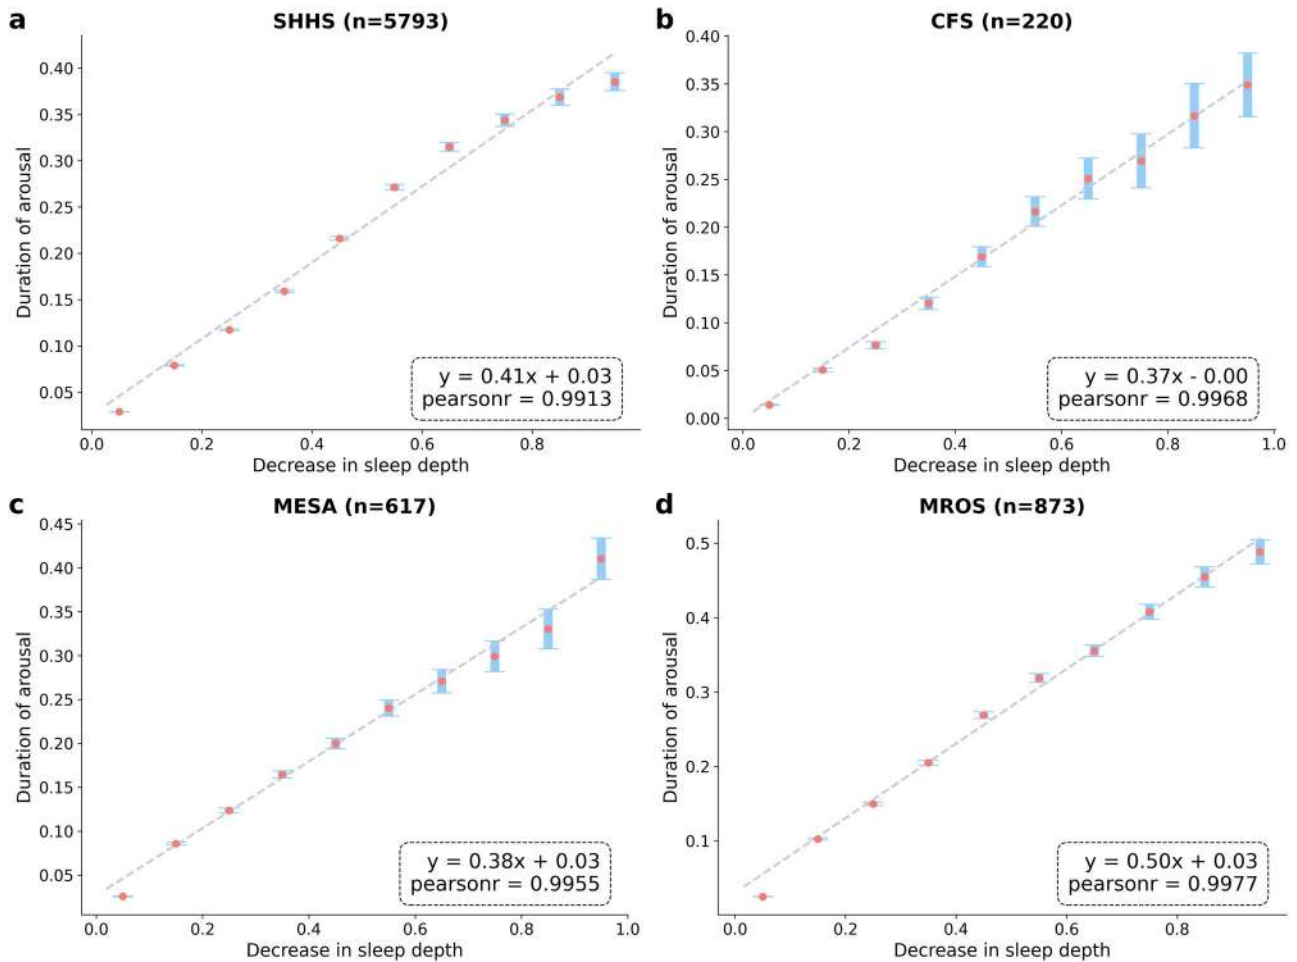 a
SHHS (n=5793)
Duration of arousal
0.40
0.35
0.30
0.25
0.20
0.15
0.10
0.05
y = 0.41x + 0.03
pearsonr = 0.9913
0.0 0.2 0.4 0.6 0.8
Decrease in sleep depth
b
CFS (n=220)
Duration of arousal
0.40
0.35
0.30
0.25
0.20
0.15
0.10
0.05
0.00
y = 0.37x - 0.00
pearsonr = 0.9968
0.0 0.2 0.4 0.6 0.8 1.0
Decrease in sleep depth
c
MESA (n=617)
Duration of arousal
0.45
0.40
0.35
0.30
0.25
0.20
0.15
0.10
0.05
y = 0.38x + 0.03
pearsonr = 0.9955
0.0 0.2 0.4 0.6 0.8 1.0
Decrease in sleep depth
d
MROS (n=873)
Duration of arousal
0.5
0.4
0.3
0.2
0.1
y = 0.50x + 0.03
pearsonr = 0.9977
0.0 0.2 0.4 0.6 0.8
Decrease in sleep depth